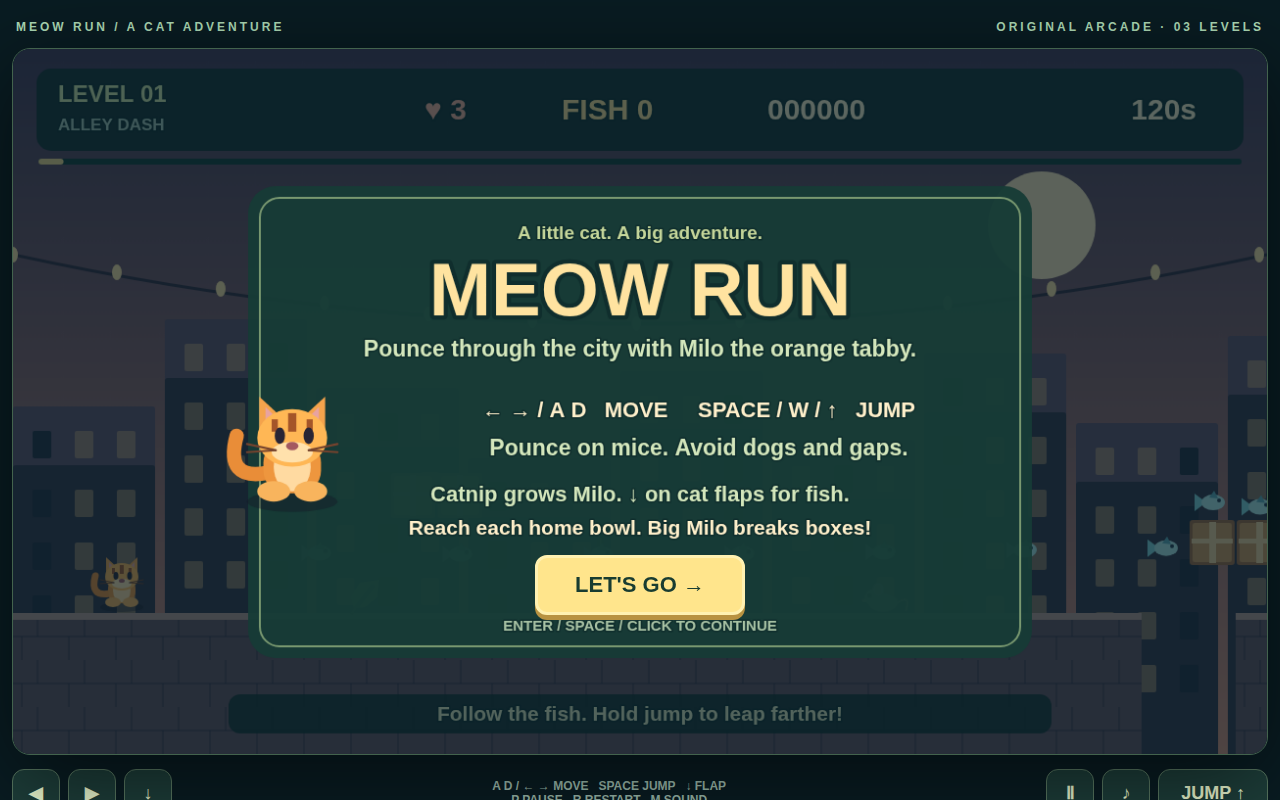 MEOW RUN / A CAT ADVENTURE
ORIGINAL ARCADE · 03 LEVELS
LEVEL 01
ALLEY DASH
♥ 3
FISH 0
000000
120s
A little cat. A big adventure.
MEOW RUN
Pounce through the city with Milo the orange tabby.
← → / A D MOVE SPACE / W / ↑ JUMP
Pounce on mice. Avoid dogs and gaps.
Catnip grows Milo. ↓ on cat flaps for fish.
Reach each home bowl. Big Milo breaks boxes!
LET'S GO →
ENTER / SPACE / CLICK TO CONTINUE
Follow the fish. Hold jump to leap farther!
◀ ▶ ↓
A D / ← → MOVE SPACE JUMP ↓ FLAP
P PAUSE R RESTART M SOUND
⏸ ♪ JUMP ↑